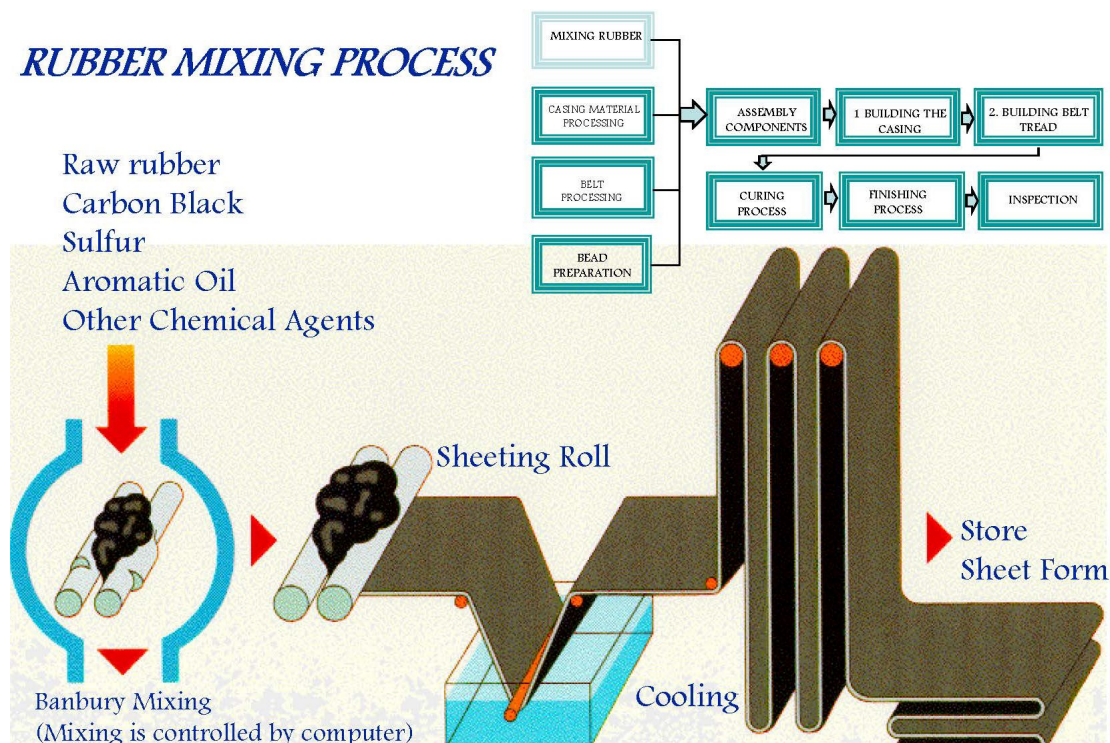 RUBBER MIXING PROCESS
Raw rubber
Carbon Black
Sulfur
Aromatic Oil
Other Chemical Agents
MIXING RUBBER
CASING MATERIAL
PROCESSING
BELT
PROCESSING
BEAD
PREPARATION
ASSEMBLY
COMPONENTS
1 BUILDING THE
CASING
2. BUILDING BELT
TREAD
CURING
PROCESS
FINISHING
PROCESS
INSPECTION
Sheeting Roll
Store
Sheet Form
Cooling
Banbury Mixing
(Mixing is controlled by computer)